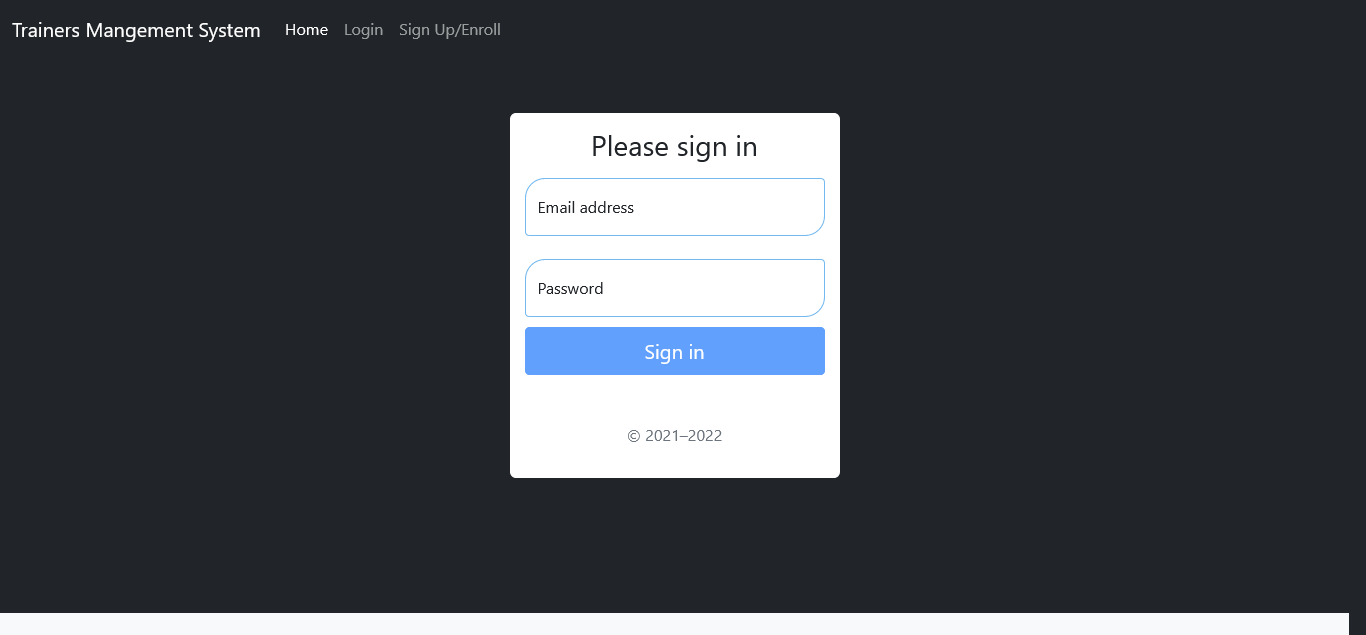 Trainers Mangement System Home Login Sign Up/Enroll
Please sign in
Email address
Password
Sign in
© 2021–2022